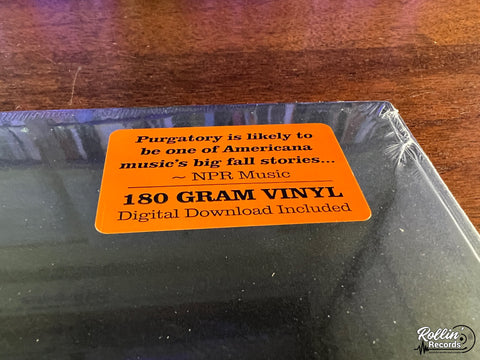 Purgatory is likely to
be one of Americana
music's big fall stories...
~ NPR Music
180 GRAM VINYL
Digital Download Included
Rollin
Records